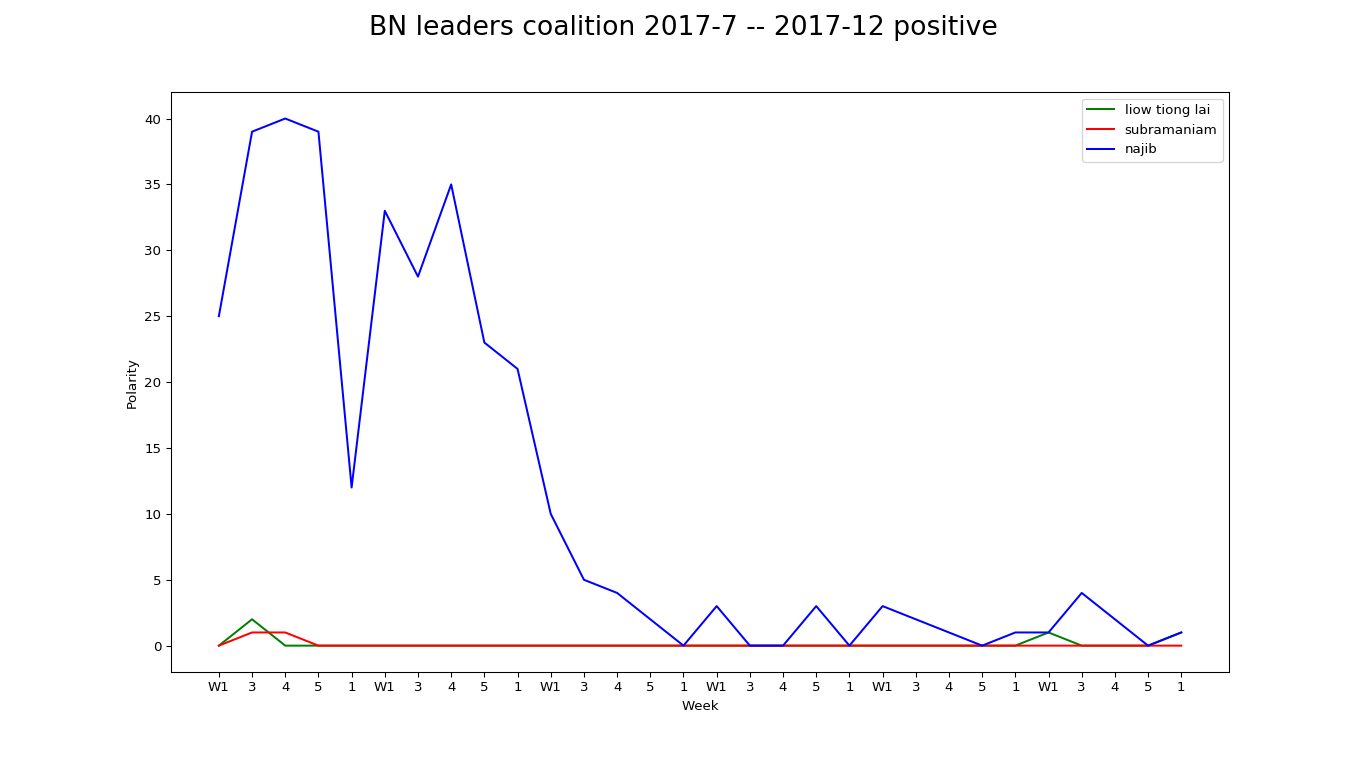 BN leaders coalition 2017-7 -- 2017-12 positive
liow tiong lai
subramaniam
najib
40
35
30
25
20
15
10
5
0
Polarity
W1 3 4 5 1 W1 3 4 5 1 W1 3 4 5 1 W1 3 4 5 1 W1 3 4 5 1 W1 3 4 5 1
Week